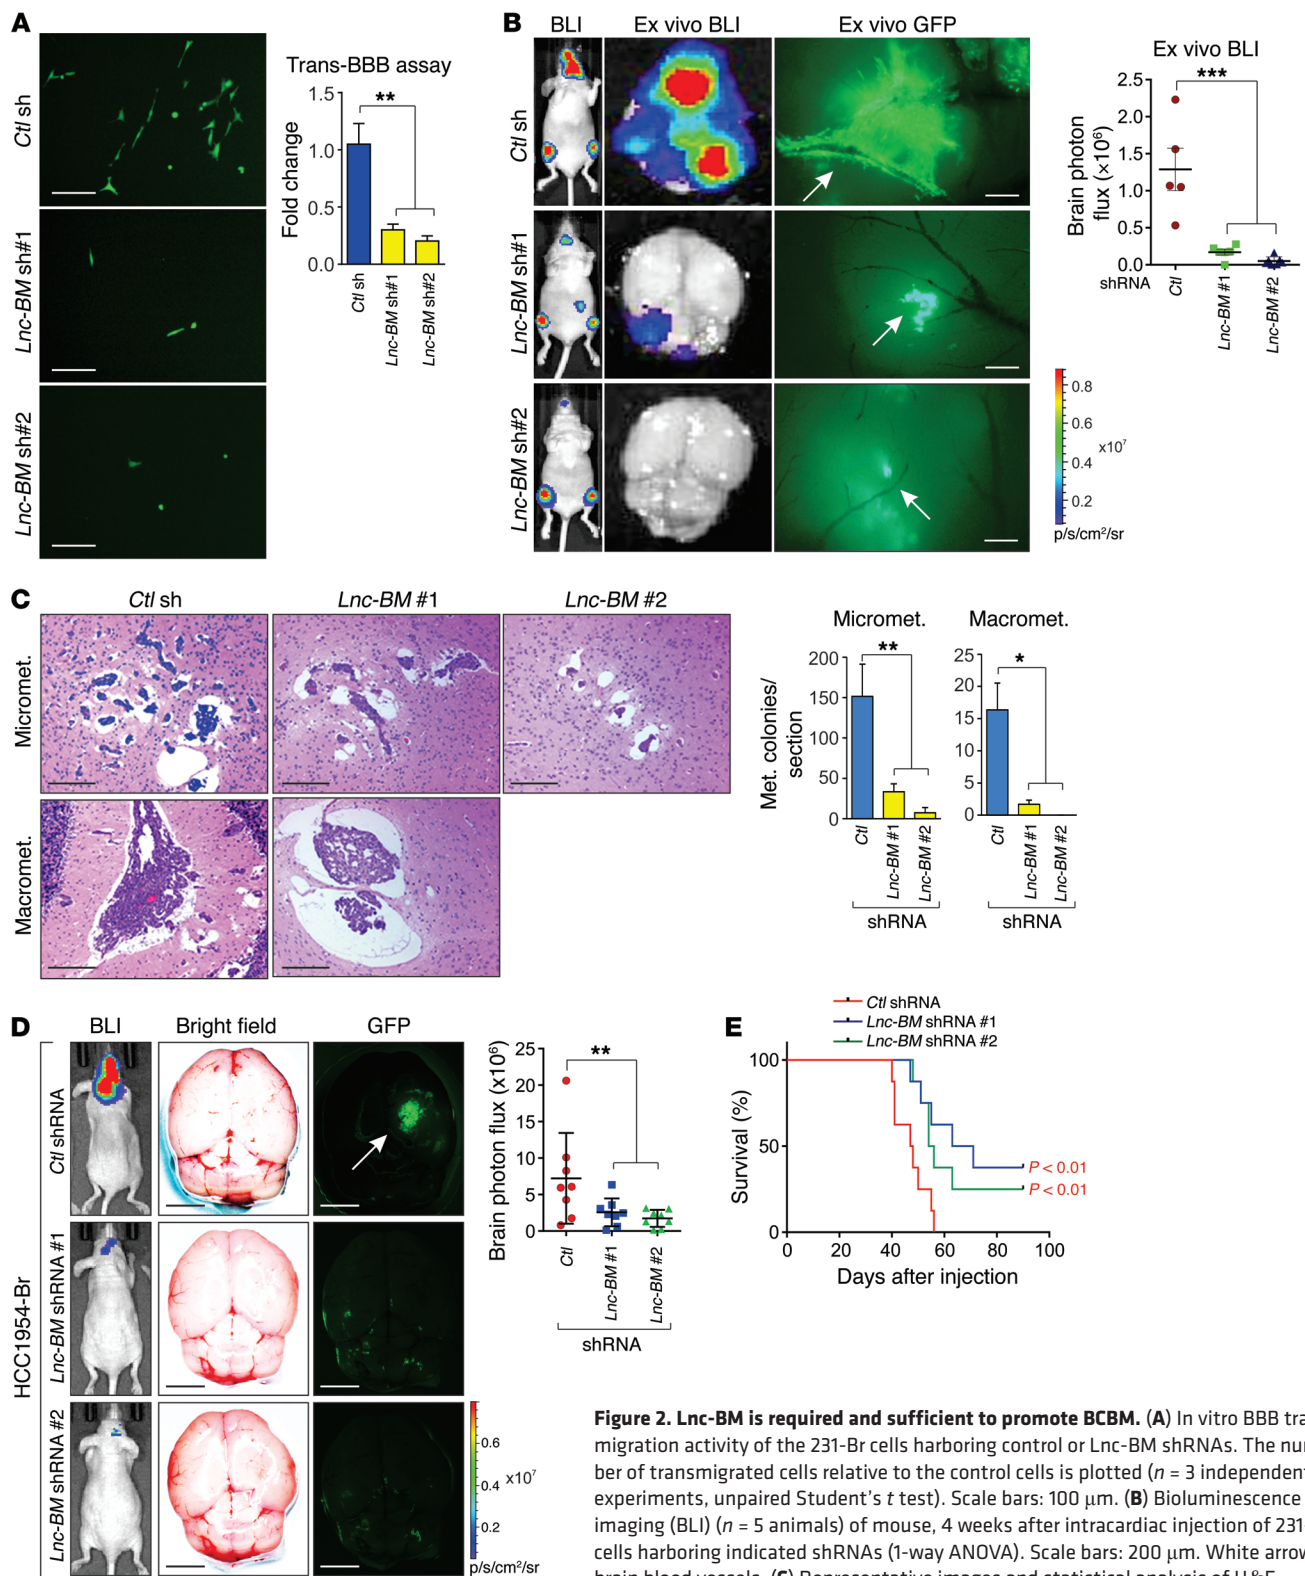 A
Ctl sh
Lnc-BM sh#1
Lnc-BM sh#2
Trans-BBB assay
Fold change
1.5
1.0
0.5
0.0
**
Ctl sh
Lnc-BM sh#1
Lnc-BM sh#2
B
BLI
Ex vivo BLI
Ex vivo GFP
Ctl sh
Lnc-BM sh#1
Lnc-BM sh#2
Ex vivo BLI
***
Brain photon
flux (×10⁶)
2.5
2.0
1.5
1.0
0.5
0.0
shRNA
Ctl
Lnc-BM #1
Lnc-BM #2
0.8
0.6
x10⁷
0.4
0.2
p/s/cm²/sr
C
Ctl sh
Lnc-BM #1
Lnc-BM #2
Micromet.
Macromet.
Micromet.
Met. colonies/
section
200
150
100
50
0
**
Ctl
Lnc-BM #1
Lnc-BM #2
shRNA
Macromet.
25
20
15
10
5
0
*
Ctl
Lnc-BM #1
Lnc-BM #2
shRNA
D
BLI
Bright field
GFP
HCC1954-Br
Ctl shRNA
Lnc-BM shRNA #1
Lnc-BM shRNA #2
0.6
x10⁷
0.4
0.2
p/s/cm²/sr
Brain photon flux (x10⁶)
25
20
15
10
5
0
**
Ctl
Lnc-BM #1
Lnc-BM #2
shRNA
E
Ctl shRNA
Lnc-BM shRNA #1
Lnc-BM shRNA #2
Survival (%)
100
50
0
P < 0.01
P < 0.01
0 20 40 60 80 100
Days after injection
Figure 2. Lnc-BM is required and sufficient to promote BCBM. (A) In vitro BBB tra
migration activity of the 231-Br cells harboring control or Lnc-BM shRNAs. The num
ber of transmigrated cells relative to the control cells is plotted (n = 3 independent
experiments, unpaired Student's t test). Scale bars: 100 μm. (B) Bioluminescence
imaging (BLI) (n = 5 animals) of mouse, 4 weeks after intracardiac injection of 231-
cells harboring indicated shRNAs (1-way ANOVA). Scale bars: 200 μm. White arrow
brain blood vessels. (C) Representative images and statistical analysis of H&E